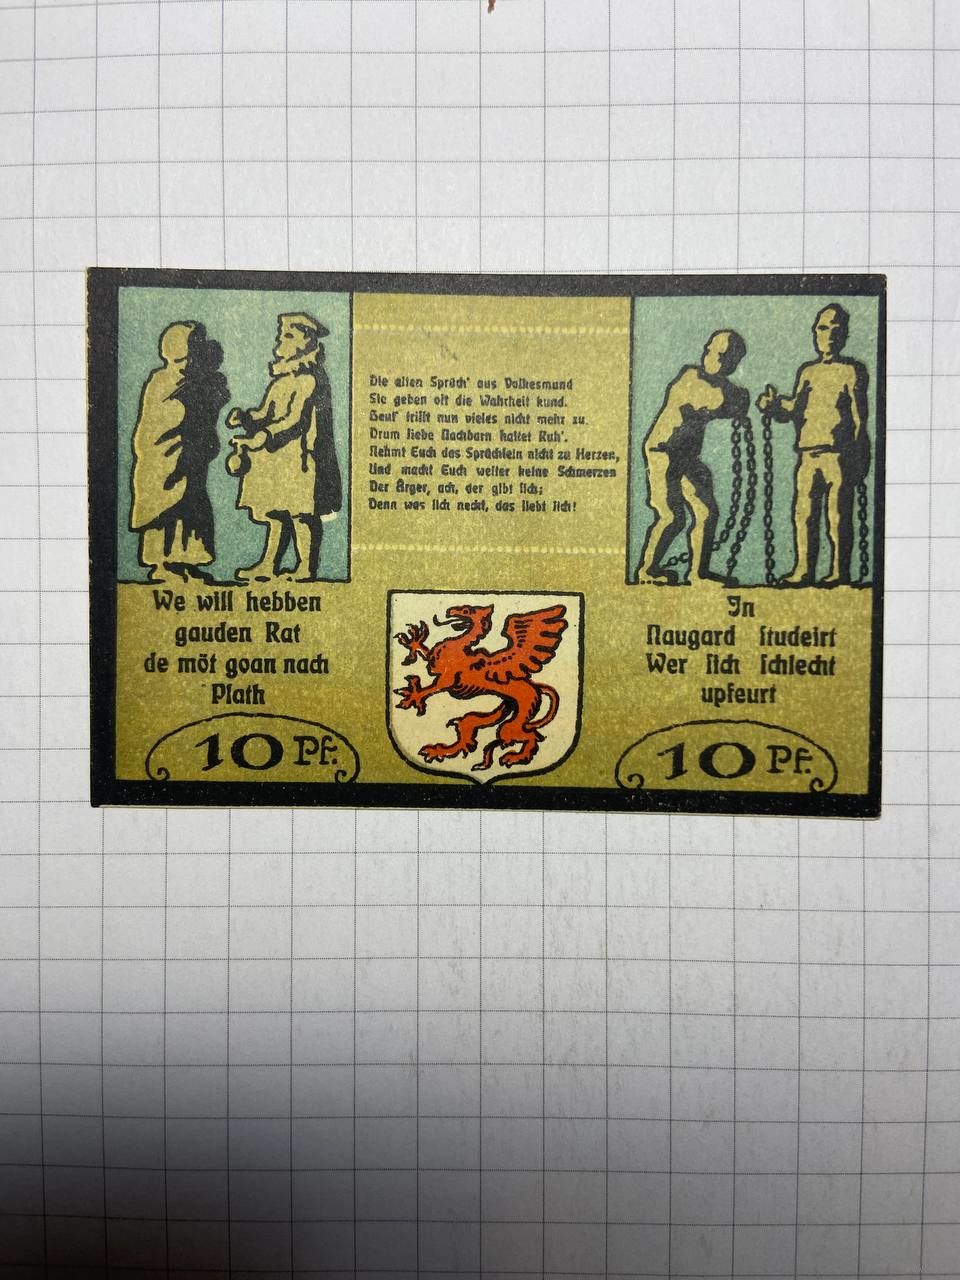 Die alten Sprüch' aus Volkesmund
Sie geben oft die Wahrheit kund.
Heut' trifft nun vieles nicht mehr zu.
Drum liebe Nachbarn haltet Ruh'.
Nehmt Euch das Sprüchlein nicht zu Herzen,
Und macht Euch weiter keine Schmerzen
Der Ärger, ach, der gibt sich;
Denn was sich neckt, das liebt sich!
We will hebben
gauden Rat
de möt goan nach
Plath
10 Pf.
In
Naugard studeirt
Wer sich schlecht
upfeurt
10 Pf.